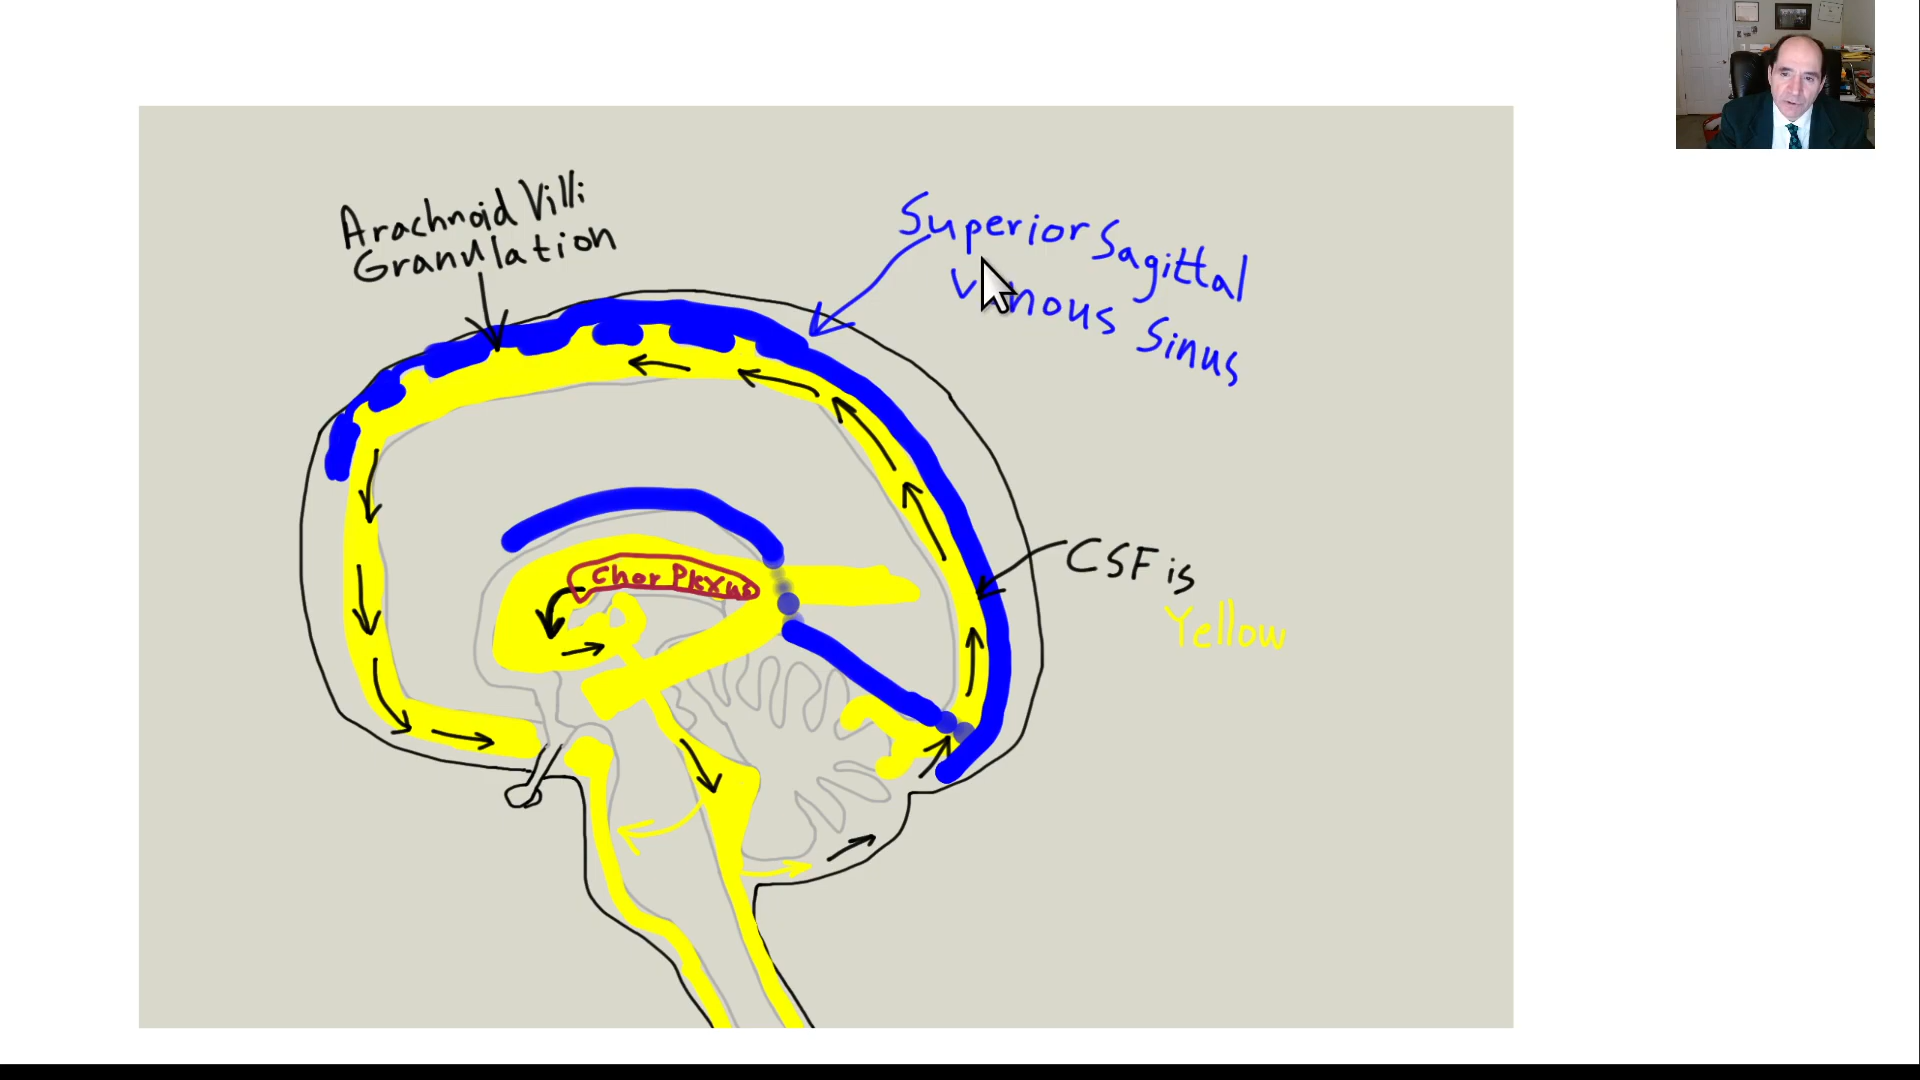 Arachnoid Villi
Granulation
Superior Sagittal
Venous Sinus
Chor Plexus
CSF is
Yellow